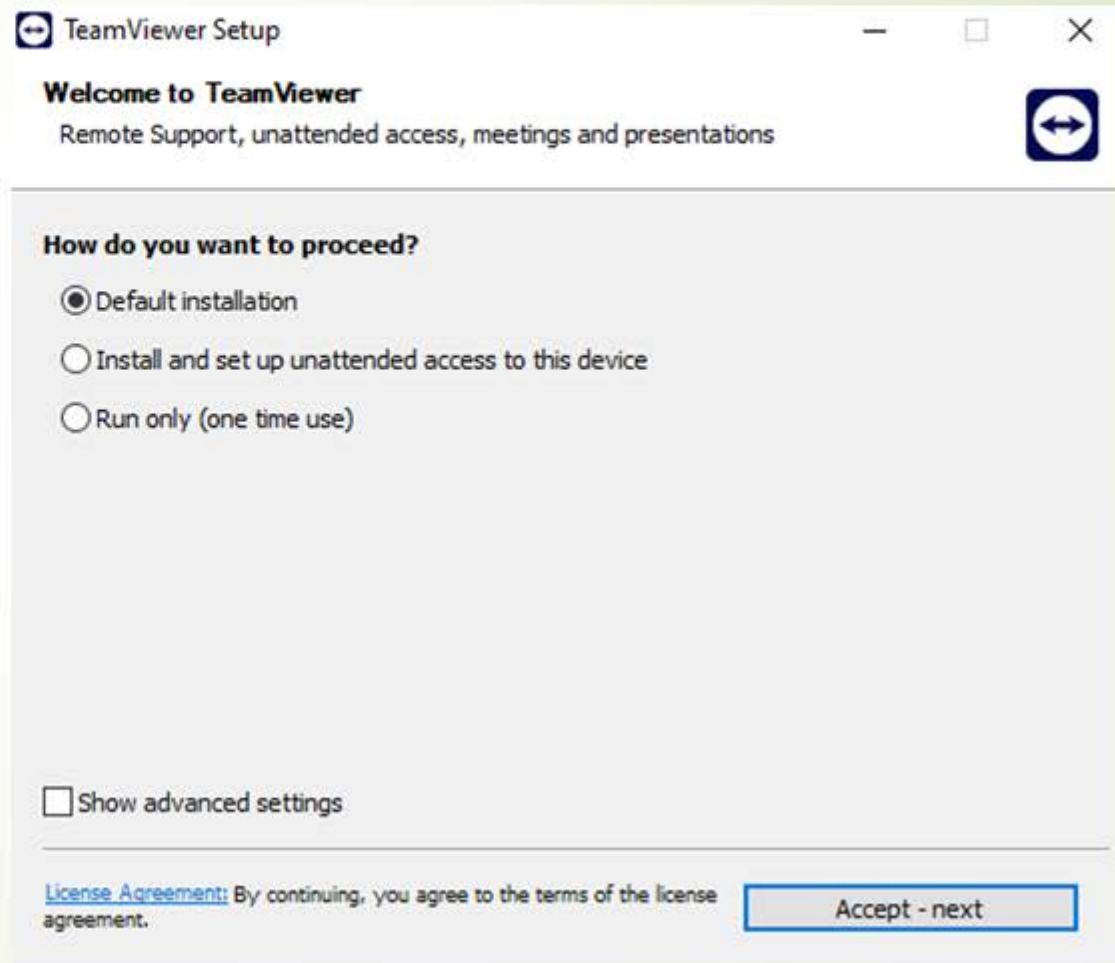 TeamViewer Setup
Welcome to TeamViewer
Remote Support, unattended access, meetings and presentations
How do you want to proceed?
Default installation
Install and set up unattended access to this device
Run only (one time use)
Show advanced settings
License Agreement: By continuing, you agree to the terms of the license
agreement.
Accept - next